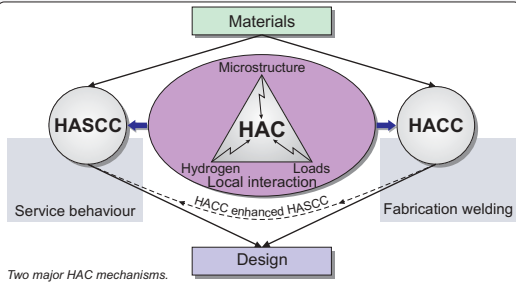 Materials
Microstructure
HASCC
HAC
HACC
Hydrogen
Loads
Local interaction
HACC enhanced HASCC
Service behaviour
Fabrication welding
Design
Two major HAC mechanisms.